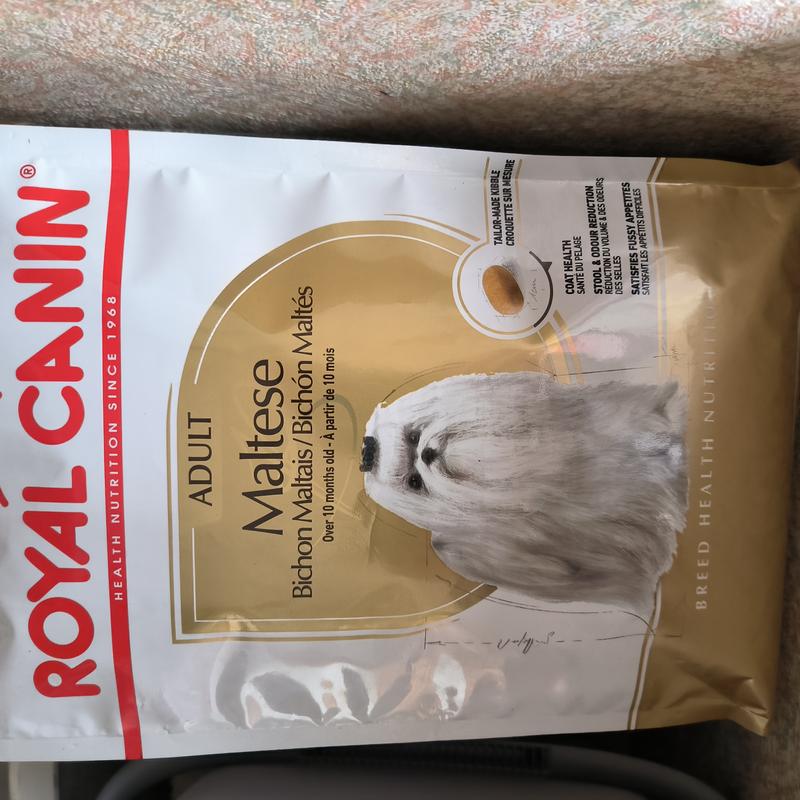 ROYAL CANIN®
HEALTH NUTRITION SINCE 1968
ADULT
Maltese
Bichon Maltais / Bichón Maltés
Over 10 months old - À partir de 10 mois
TAILOR-MADE KIBBLE
CROQUETTE SUR MESURE
COAT HEALTH
SANTÉ DU PELAGE
STOOL & ODOUR REDUCTION
RÉDUCTION DU VOLUME & DES ODEURS
DES SELLES
SATISFIES FUSSY APPETITES
SATISFAIT LES APPÉTITS DIFFICILES
BREED HEALTH NUTRITION